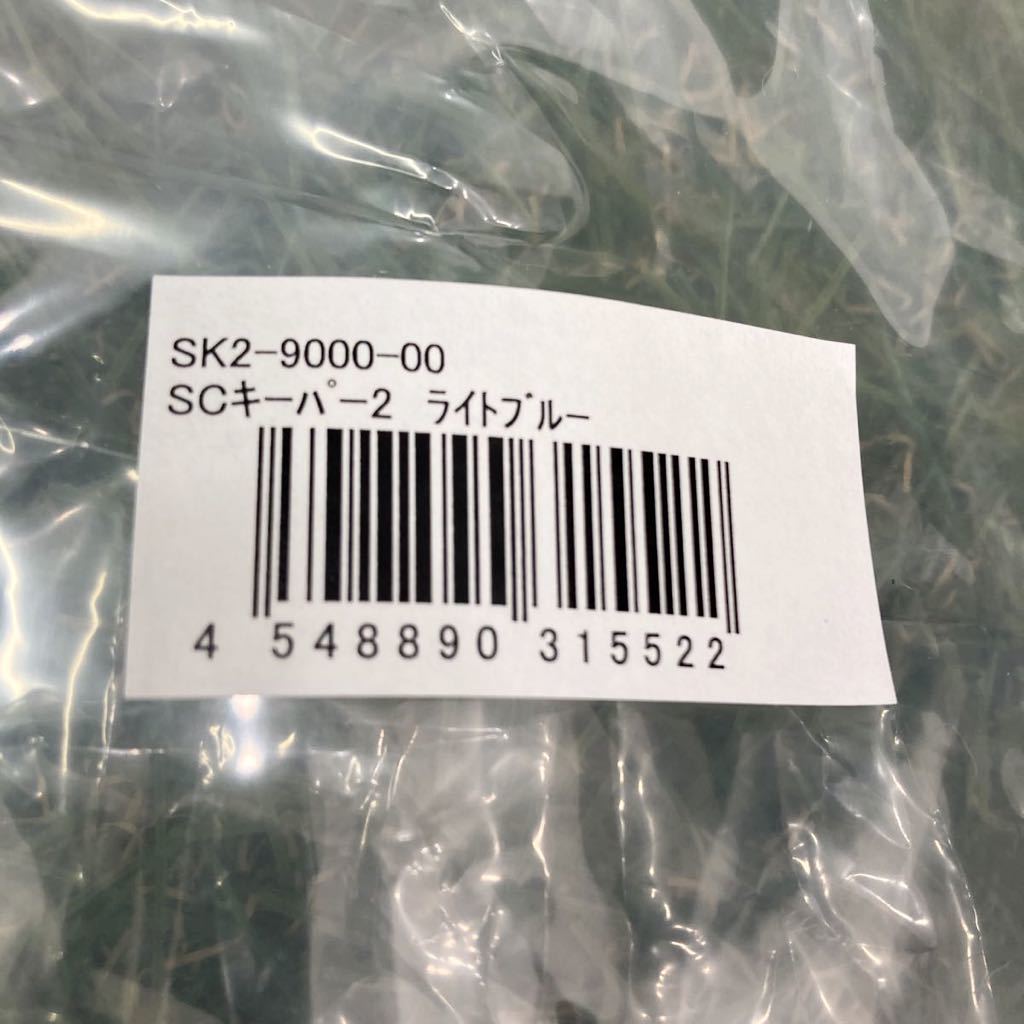 SK2-9000-00
SCｷｰﾊﾟｰ2 ﾗｲﾄﾌﾞﾙｰ
4 548890 315522